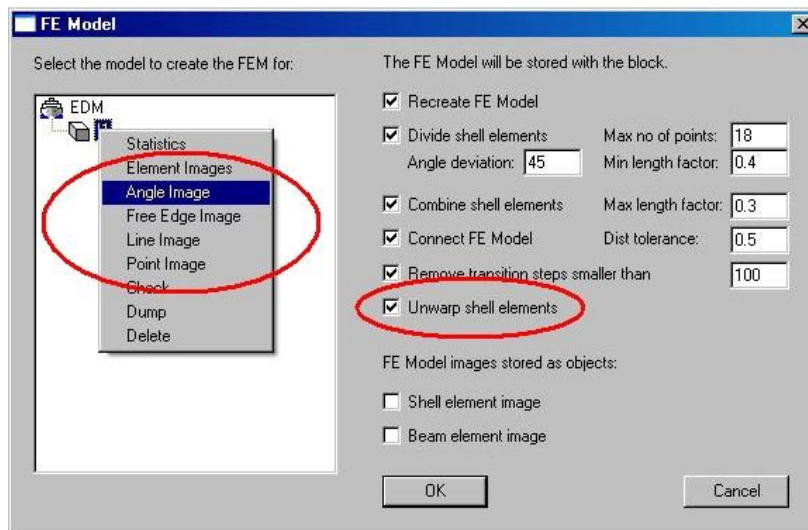 FE Model
Select the model to create the FEM for:
EDM
Statistics
Element Images
Angle Image
Free Edge Image
Line Image
Point Image
Check
Dump
Delete
The FE Model will be stored with the block.
Recreate FE Model
Divide shell elements Max no of points: 18
Angle deviation: 45 Min length factor: 0.4
Combine shell elements Max length factor: 0.3
Connect FE Model Dist tolerance: 0.5
Remove transition steps smaller than 100
Unwarp shell elements
FE Model images stored as objects:
Shell element image
Beam element image
OK Cancel